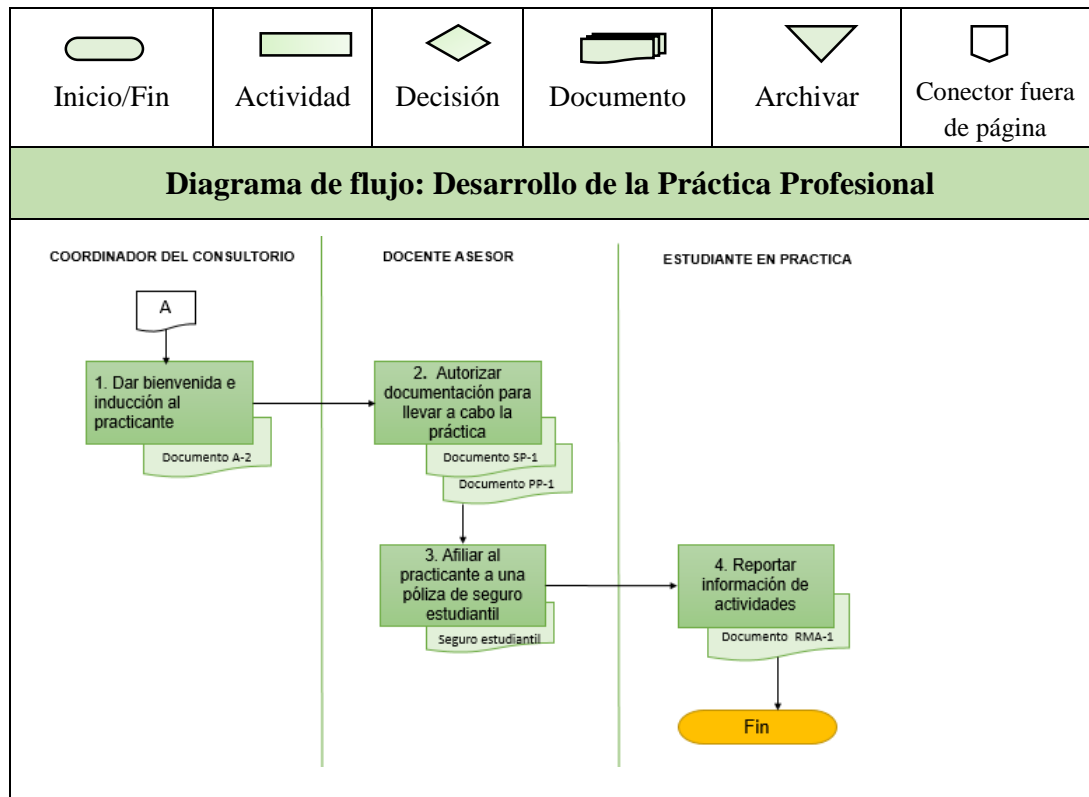 Inicio/Fin
Actividad
Decisión
Documento
Archivar
Conector fuera
de página
Diagrama de flujo: Desarrollo de la Práctica Profesional
COORDINADOR DEL CONSULTORIO
DOCENTE ASESOR
ESTUDIANTE EN PRACTICA
A
1. Dar bienvenida e
inducción al
practicante
Documento A-2
2. Autorizar
documentación para
llevar a cabo la
práctica
Documento SP-1
Documento PP-1
3. Afiliar al
practicante a una
póliza de seguro
estudiantil
Seguro estudiantil
4. Reportar
información de
actividades
Documento RMA-1
Fin